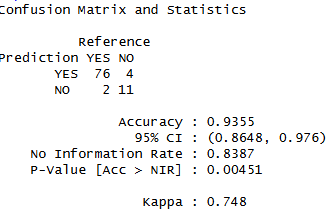 Confusion Matrix and Statistics
Reference
Prediction YES NO
YES 76 4
NO 2 11
Accuracy : 0.9355
95% CI : (0.8648, 0.976)
No Information Rate : 0.8387
P-Value [Acc > NIR] : 0.00451
Kappa : 0.748